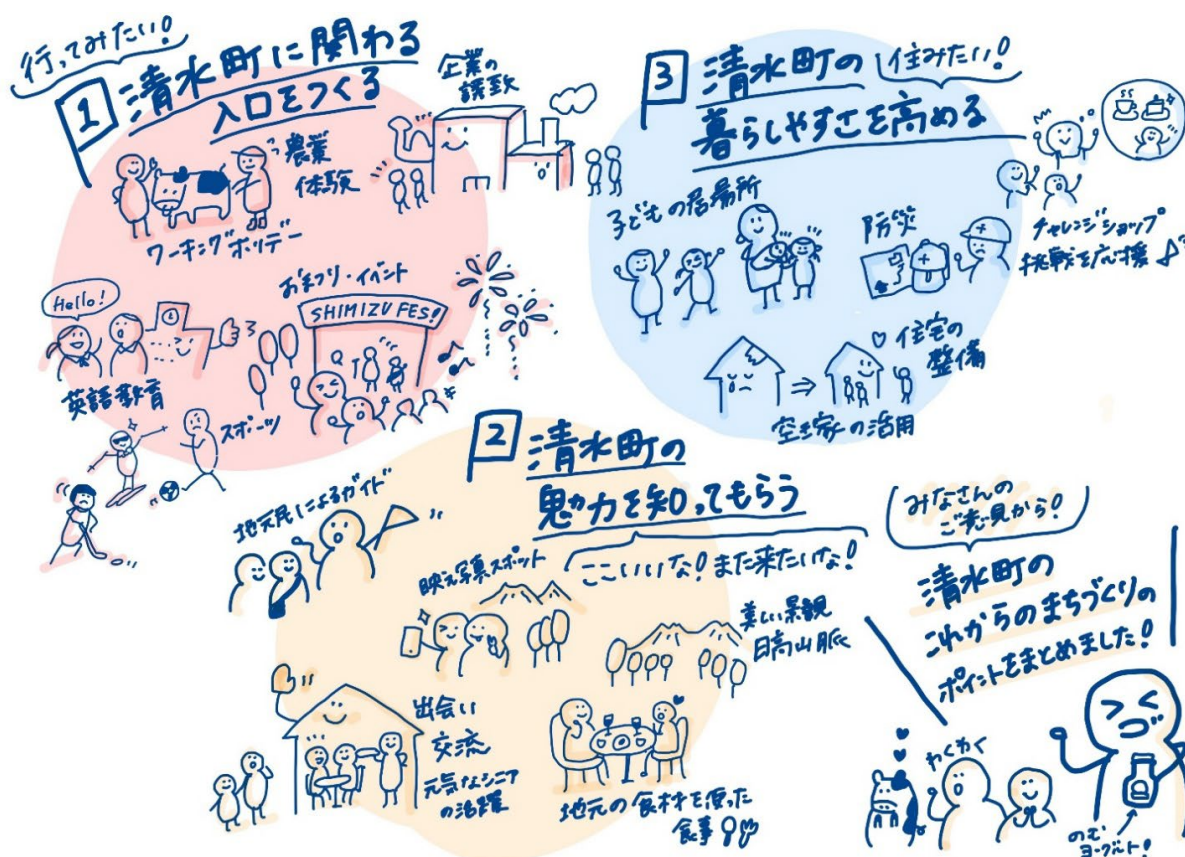 行ってみたい!
1 清水町に関わる
入口をつくる
企業の
誘致
農業
体験
ワーキングホリデー
Hello!
英語教育
おまつり・イベント
SHIMIZU FES!
スポーツ
2 清水町の
魅力を知ってもらう
ここいいな!また来たいな!
地元民によるガイド
映え写真スポット
美しい景観
日高山脈
出会い
交流
元気なシニア
の活躍
地元の食材を使った
食事
3 清水町の
住みたい!
暮らしやすさを高める
子どもの居場所
防災
チャレンジショップ
挑戦を応援♪
住宅の
整備
空き家の活用
みなさんの
ご意見から!
清水町の
これからのまちづくりの
ポイントをまとめました!
わくわく
のむ
ヨーグルト!